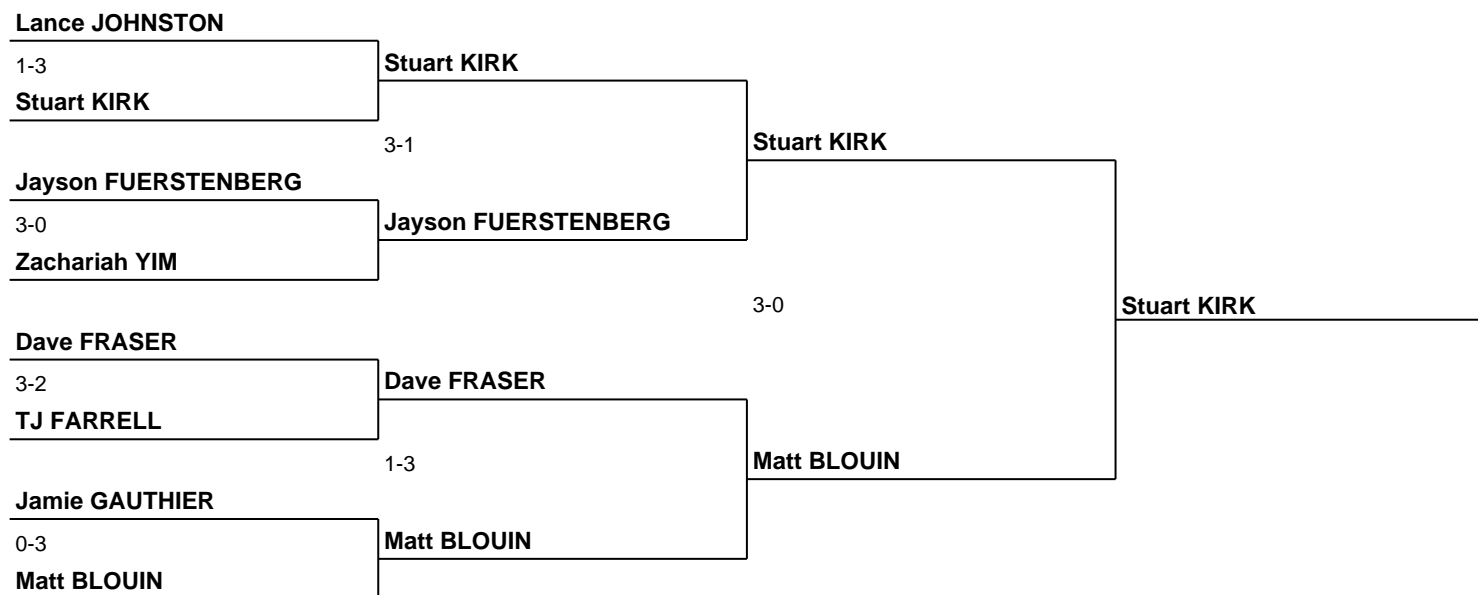 Lance JOHNSTON
1-3
Stuart KIRK
Stuart KIRK
3-1
Stuart KIRK
Jayson FUERSTENBERG
3-0
Jayson FUERSTENBERG
Zachariah YIM
3-0
Stuart KIRK
Dave FRASER
3-2
Dave FRASER
TJ FARRELL
1-3
Matt BLOUIN
Jamie GAUTHIER
0-3
Matt BLOUIN
Matt BLOUIN